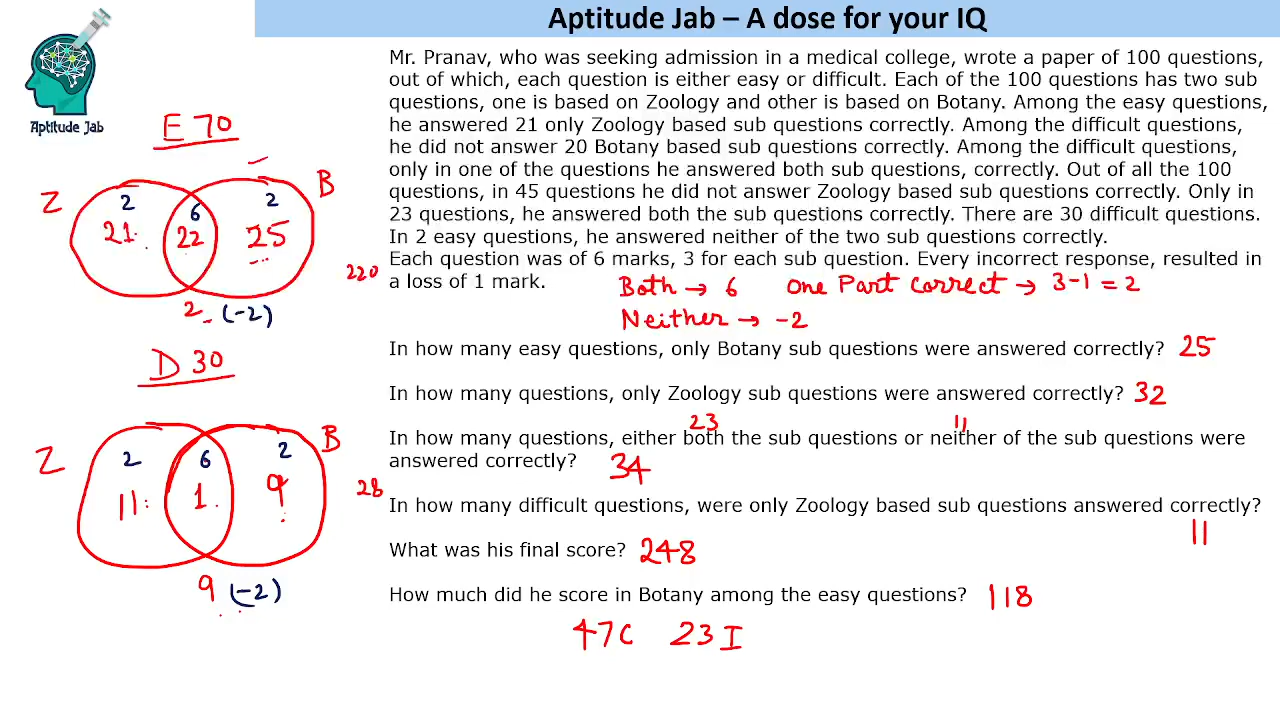 Aptitude Jab – A dose for your IQ
Aptitude Jab
Mr. Pranav, who was seeking admission in a medical college, wrote a paper of 100 questions,
out of which, each question is either easy or difficult. Each of the 100 questions has two sub
questions, one is based on Zoology and other is based on Botany. Among the easy questions,
he answered 21 only Zoology based sub questions correctly. Among the difficult questions,
he did not answer 20 Botany based sub questions correctly. Among the difficult questions,
only in one of the questions he answered both sub questions, correctly. Out of all the 100
questions, in 45 questions he did not answer Zoology based sub questions correctly. Only in
23 questions, he answered both the sub questions correctly. There are 30 difficult questions.
In 2 easy questions, he answered neither of the two sub questions correctly.
Each question was of 6 marks, 3 for each sub question. Every incorrect response, resulted in
a loss of 1 mark.
Both → 6 One Part correct → 3-1 = 2
Neither → -2
In how many easy questions, only Botany sub questions were answered correctly? 25
In how many questions, only Zoology sub questions were answered correctly? 32
23 11
In how many questions, either both the sub questions or neither of the sub questions were
answered correctly? 34
In how many difficult questions, were only Zoology based sub questions answered correctly?
11
What was his final score? 248
How much did he score in Botany among the easy questions? 118
47C 23 I
E 70
Z B
2 6 2
21 22 25
220
2 (-2)
D 30
Z B
2 6 2
11 1 9
28
9 (-2)